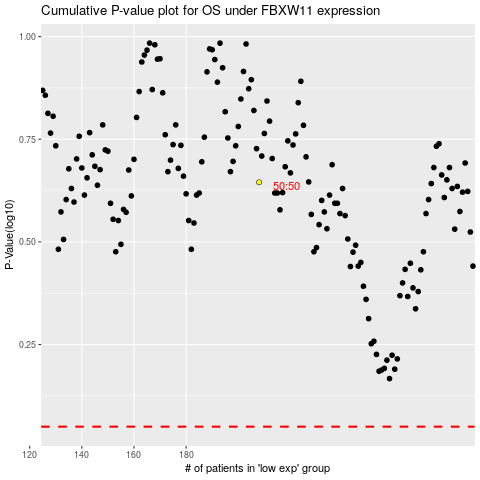 Cumulative P-value plot for OS under FBXW11 expression
P-Value(log10)
1.00
0.75
0.50
0.25
50:50
120 140 160 180
# of patients in 'low exp' group